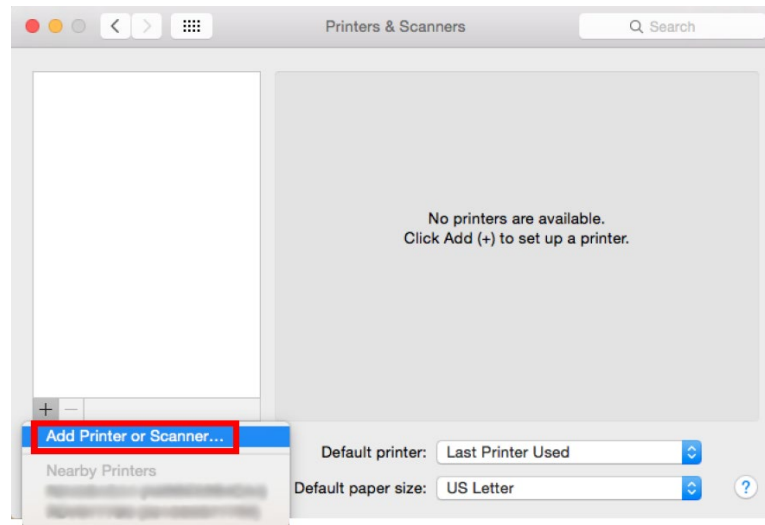 Printers & Scanners
Search
No printers are available.
Click Add (+) to set up a printer.
+ −
Add Printer or Scanner...
Nearby Printers
Default printer: Last Printer Used
Default paper size: US Letter
?